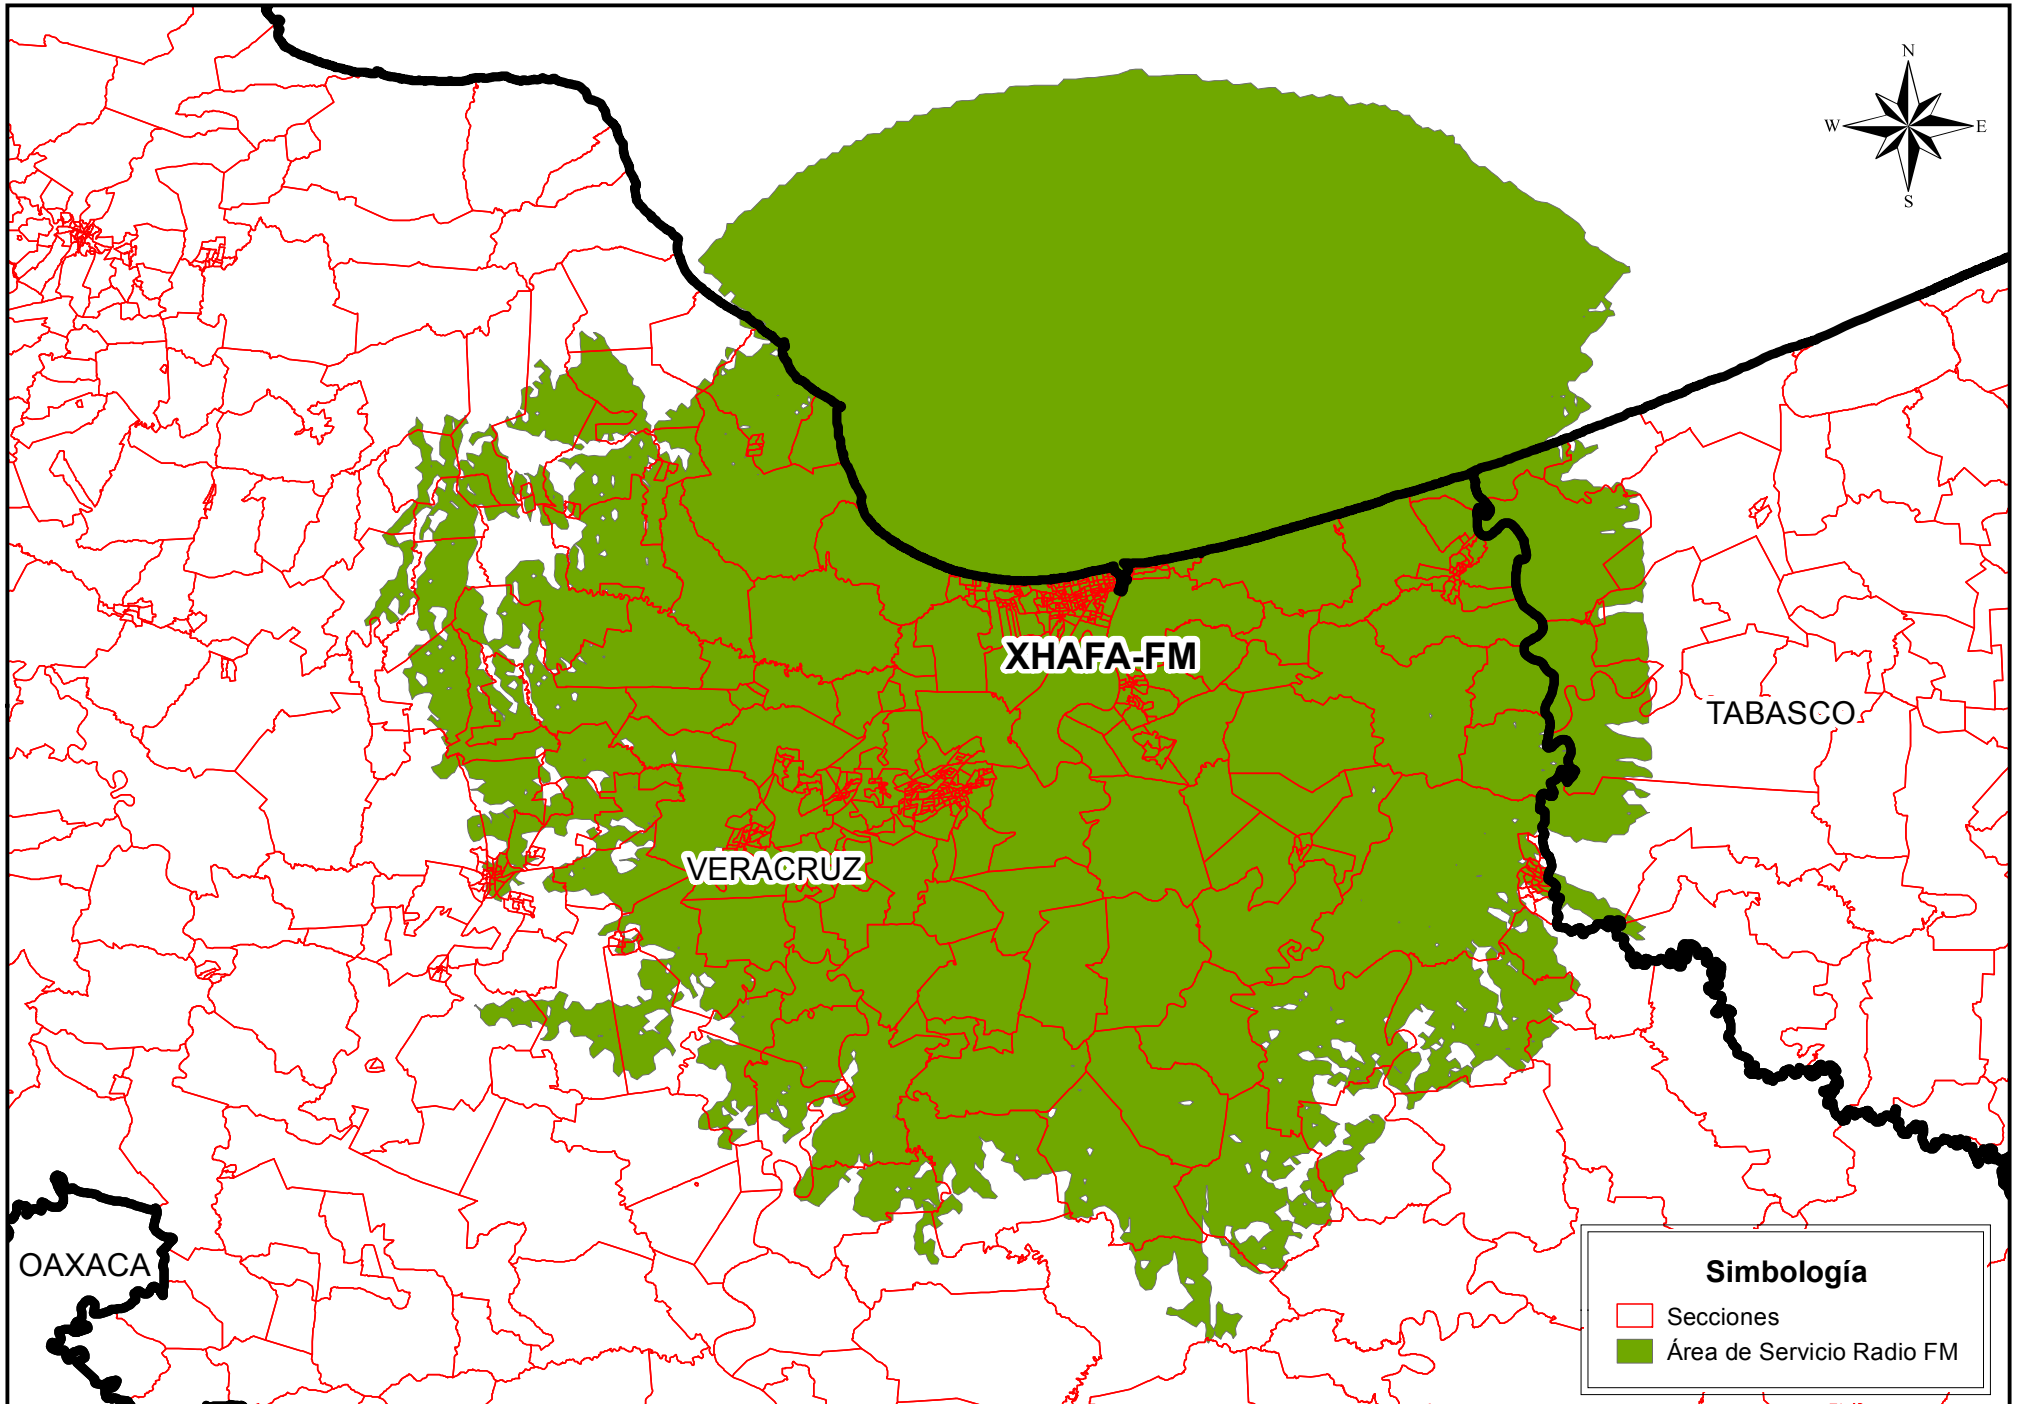 N
W E
S
XHAFA-FM
TABASCO
VERACRUZ
OAXACA
Simbología
Secciones
Área de Servicio Radio FM